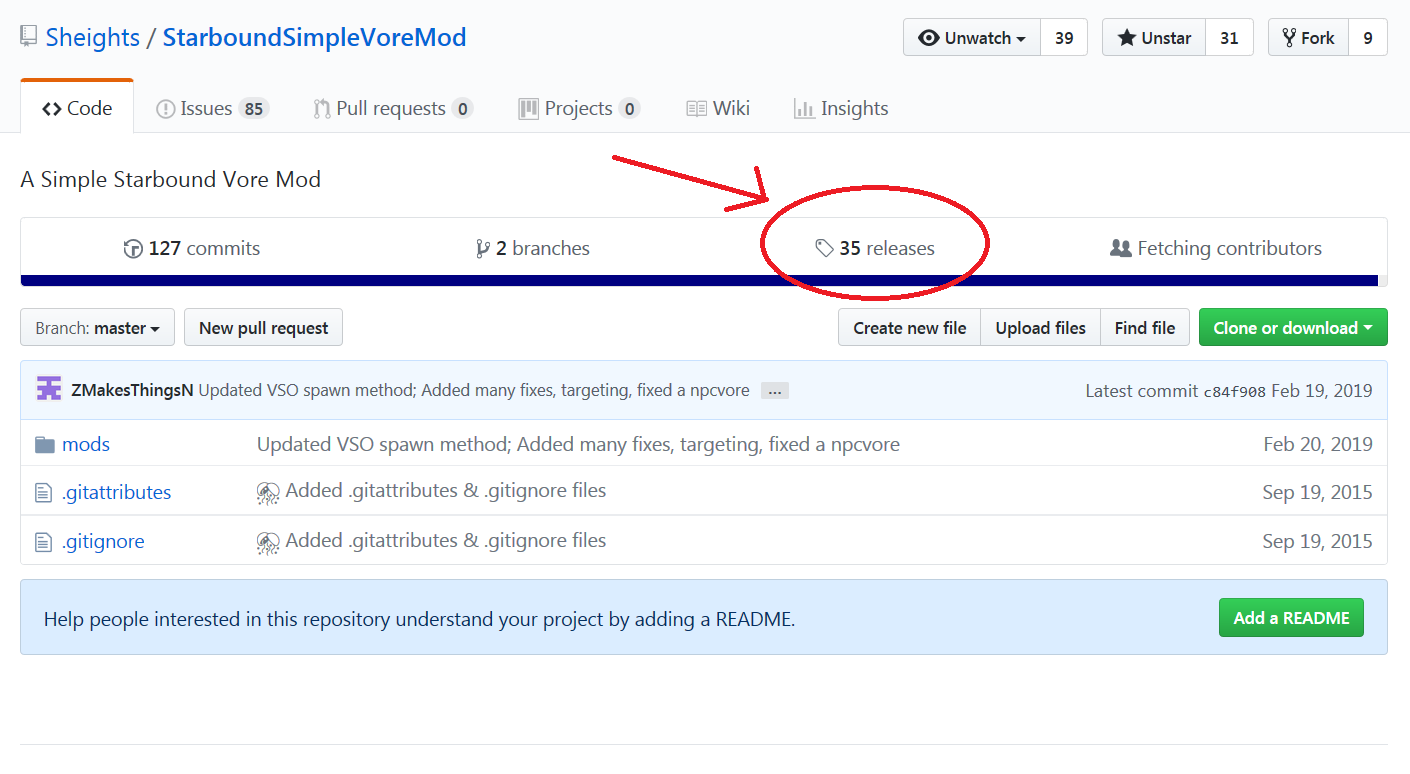 Sheights / StarboundSimpleVoreMod
Unwatch 39 Unstar 31 Fork 9
Code Issues 85 Pull requests 0 Projects 0 Wiki Insights
A Simple Starbound Vore Mod
127 commits 2 branches 35 releases Fetching contributors
Branch: master New pull request Create new file Upload files Find file Clone or download
ZMakesThingsN Updated VSO spawn method; Added many fixes, targeting, fixed a npcvore ... Latest commit c84f908 Feb 19, 2019
mods Updated VSO spawn method; Added many fixes, targeting, fixed a npcvore Feb 20, 2019
.gitattributes Added .gitattributes & .gitignore files Sep 19, 2015
.gitignore Added .gitattributes & .gitignore files Sep 19, 2015
Help people interested in this repository understand your project by adding a README. Add a README